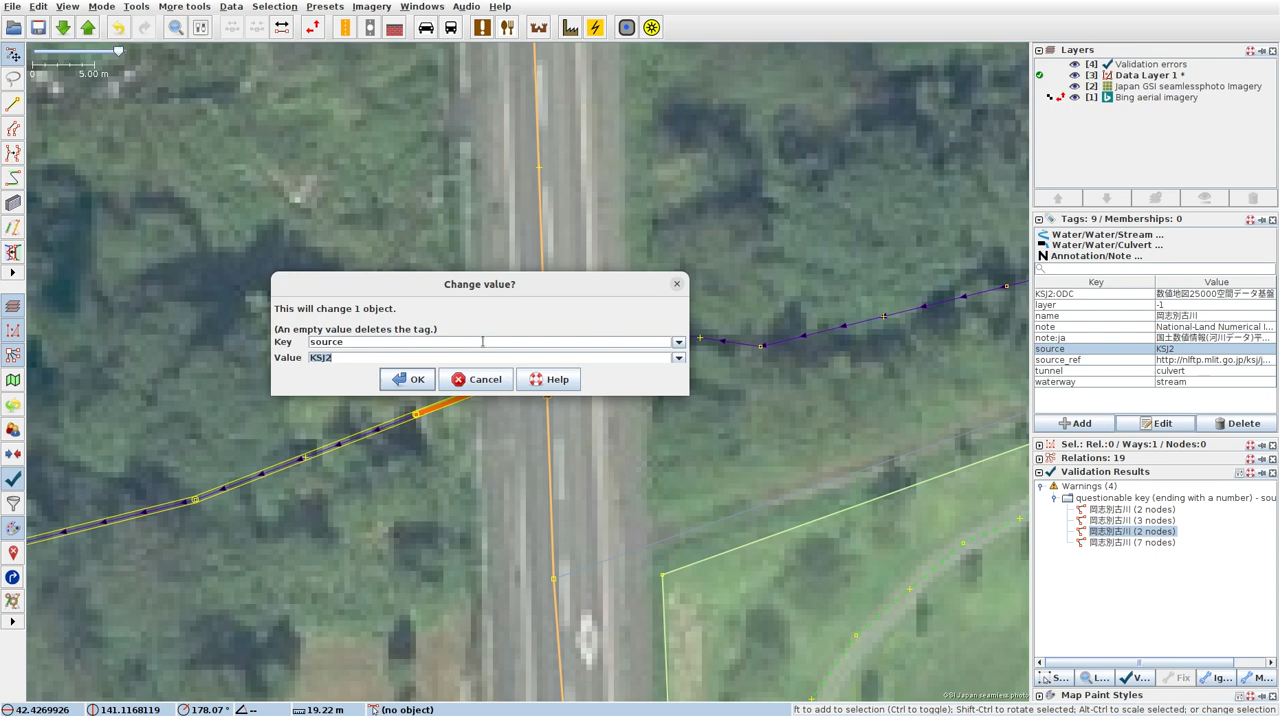 File Edit View Mode Tools More tools Data Selection Presets Imagery Windows Audio Help
0 5.00 m
Layers
[4] Validation errors
[3] Data Layer 1 *
[2] Japan GSI seamlessphoto Imagery
[1] Bing aerial imagery
Tags: 9 / Memberships: 0
Water/Water/Stream ...
Water/Water/Culvert ...
Annotation/Note ...
Key Value
KSJ2:ODC 数値地図25000空間データ基盤
layer -1
name 岡志別古川
note National-Land Numerical I...
note:ja 国土数値情報(河川データ)平...
source KSJ2
source_ref http://nlftp.mlit.go.jp/ksj/j...
tunnel culvert
waterway stream
Add Edit Delete
Sel.: Rel.:0 / Ways:1 / Nodes:0
Relations: 19
Validation Results
Warnings (4)
questionable key (ending with a number) - sou
岡志別古川 (2 nodes)
岡志別古川 (3 nodes)
岡志別古川 (2 nodes)
岡志別古川 (7 nodes)
S... L... V... Fix Ig... M...
Map Paint Styles
Change value?
This will change 1 object.
(An empty value deletes the tag.)
Key source
Value KSJ2
OK Cancel Help
©GSI Japan seamless photo
42.4269926 141.1168119 178.07° -- 19.22 m (no object) ft to add to selection (Ctrl to toggle); Shift-Ctrl to rotate selected; Alt-Ctrl to scale selected; or change selection